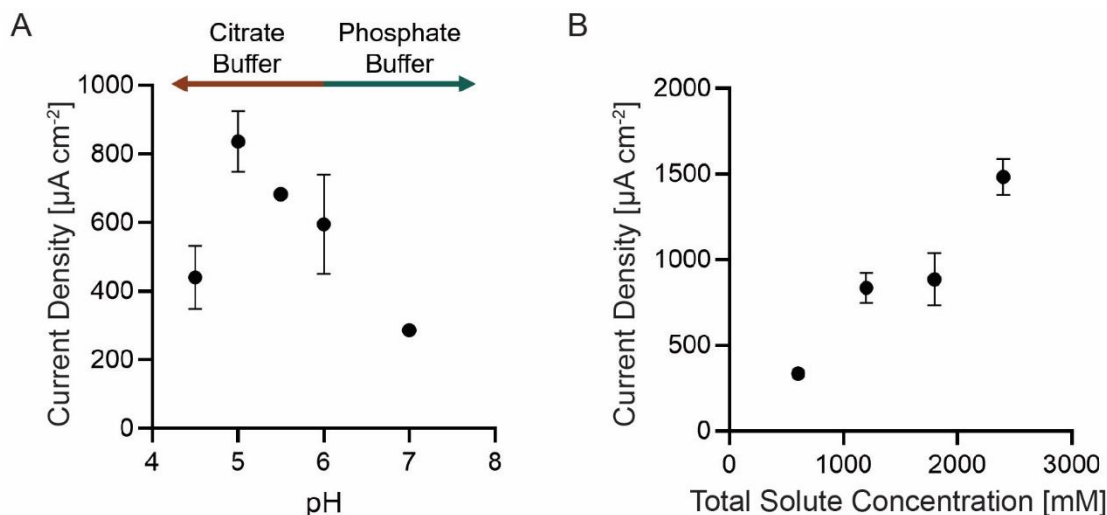 A
Citrate
Buffer
Phosphate
Buffer
Current Density [µA cm⁻²]
1000
800
600
400
200
0
4 5 6 7 8
pH
B
Current Density [µA cm⁻²]
2000
1500
1000
500
0
0 1000 2000 3000
Total Solute Concentration [mM]